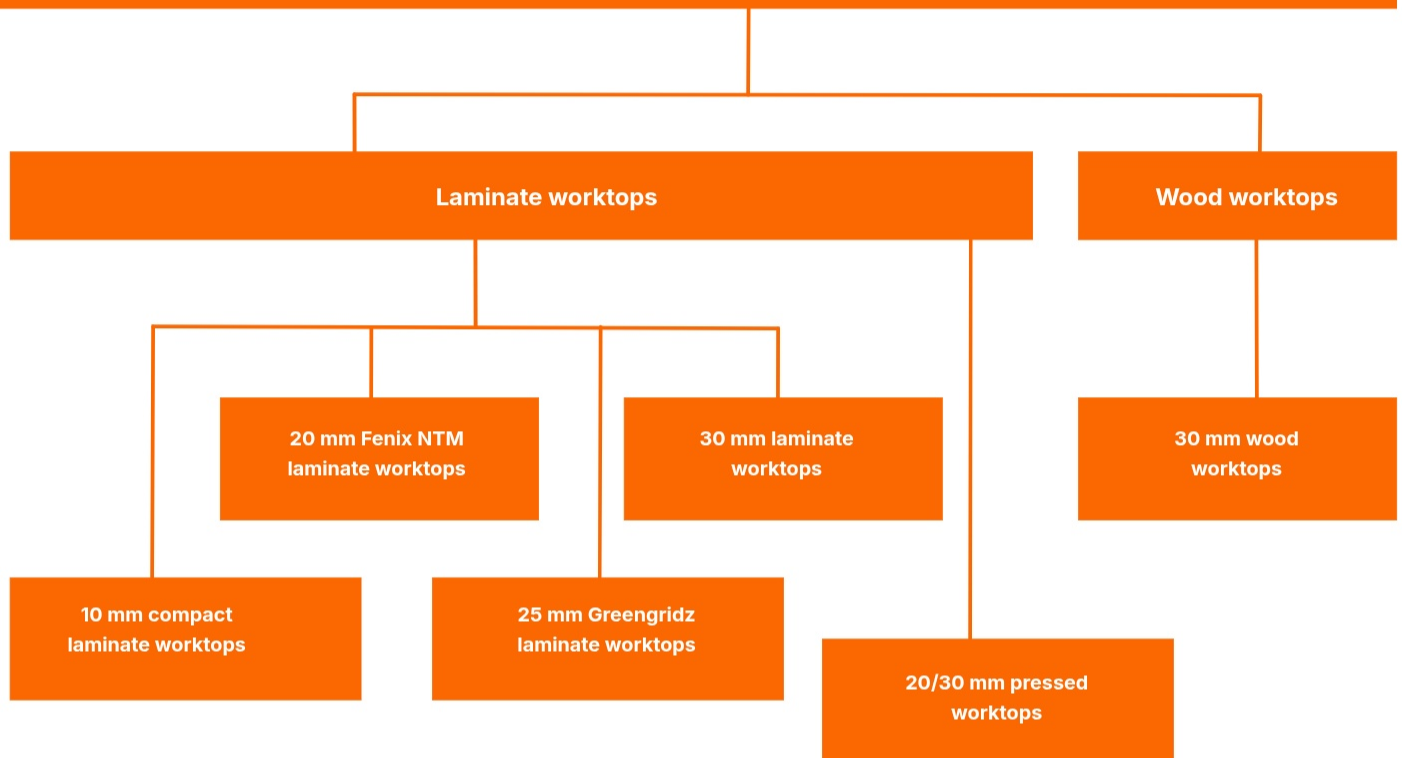 Laminate worktops
Wood worktops
20 mm Fenix NTM
laminate worktops
30 mm laminate
worktops
30 mm wood
worktops
10 mm compact
laminate worktops
25 mm Greengridz
laminate worktops
20/30 mm pressed
worktops